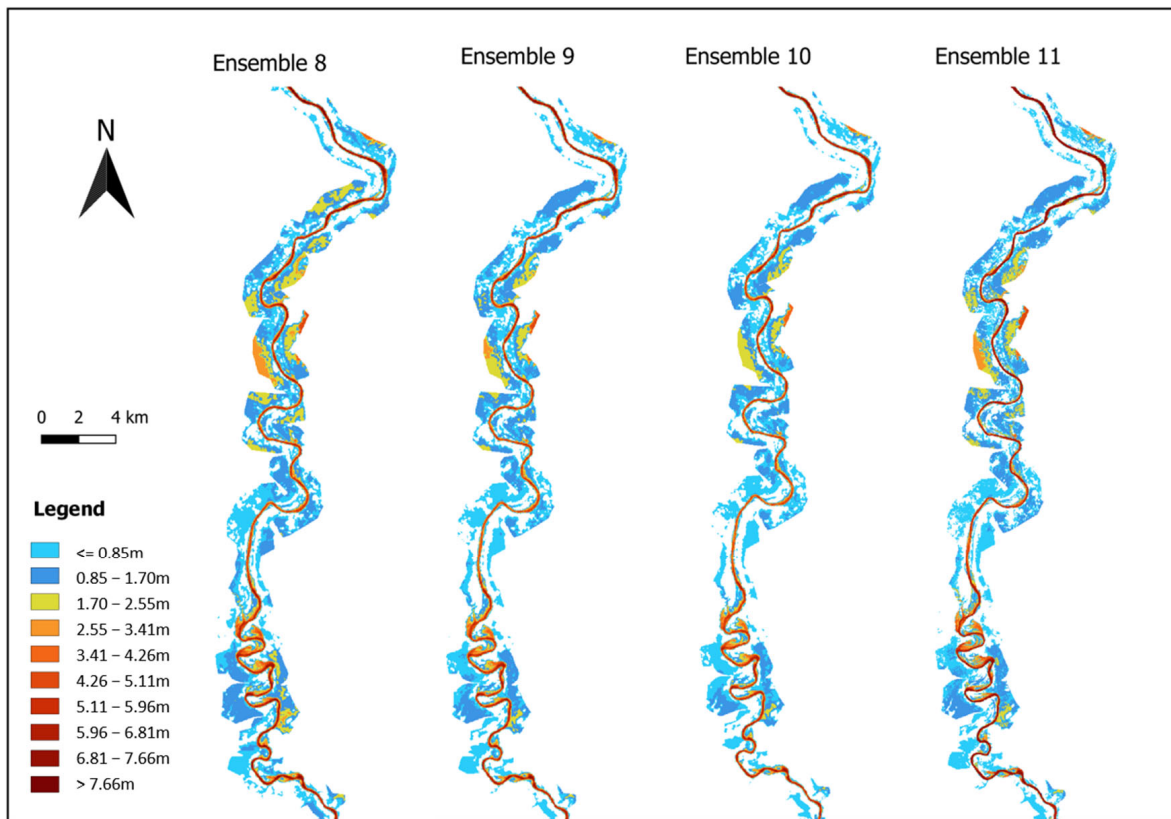 Ensemble 8
Ensemble 9
Ensemble 10
Ensemble 11
N
0 2 4 km
Legend
<= 0.85m
0.85 – 1.70m
1.70 – 2.55m
2.55 – 3.41m
3.41 – 4.26m
4.26 – 5.11m
5.11 – 5.96m
5.96 – 6.81m
6.81 – 7.66m
> 7.66m